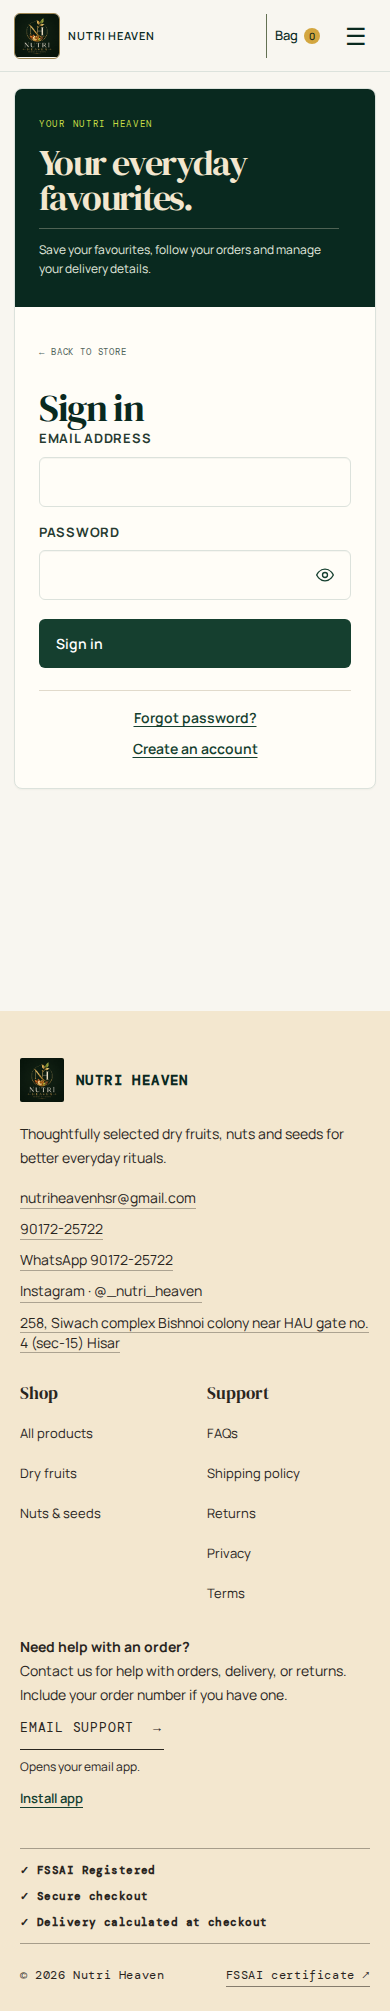 NUTRI HEAVEN
Bag 0
YOUR NUTRI HEAVEN
Your everyday
favourites.
Save your favourites, follow your orders and manage
your delivery details.
← BACK TO STORE
Sign in
EMAIL ADDRESS
PASSWORD
Sign in
Forgot password?
Create an account
NUTRI HEAVEN
Thoughtfully selected dry fruits, nuts and seeds for
better everyday rituals.
nutriheavenhsr@gmail.com
90172-25722
WhatsApp 90172-25722
Instagram · @_nutri_heaven
258, Siwach complex Bishnoi colony near HAU gate no.
4 (sec-15) Hisar
Shop
All products
Dry fruits
Nuts & seeds
Support
FAQs
Shipping policy
Returns
Privacy
Terms
Need help with an order?
Contact us for help with orders, delivery, or returns.
Include your order number if you have one.
EMAIL SUPPORT →
Opens your email app.
Install app
✓ FSSAI Registered
✓ Secure checkout
✓ Delivery calculated at checkout
© 2026 Nutri Heaven
FSSAI certificate ↗